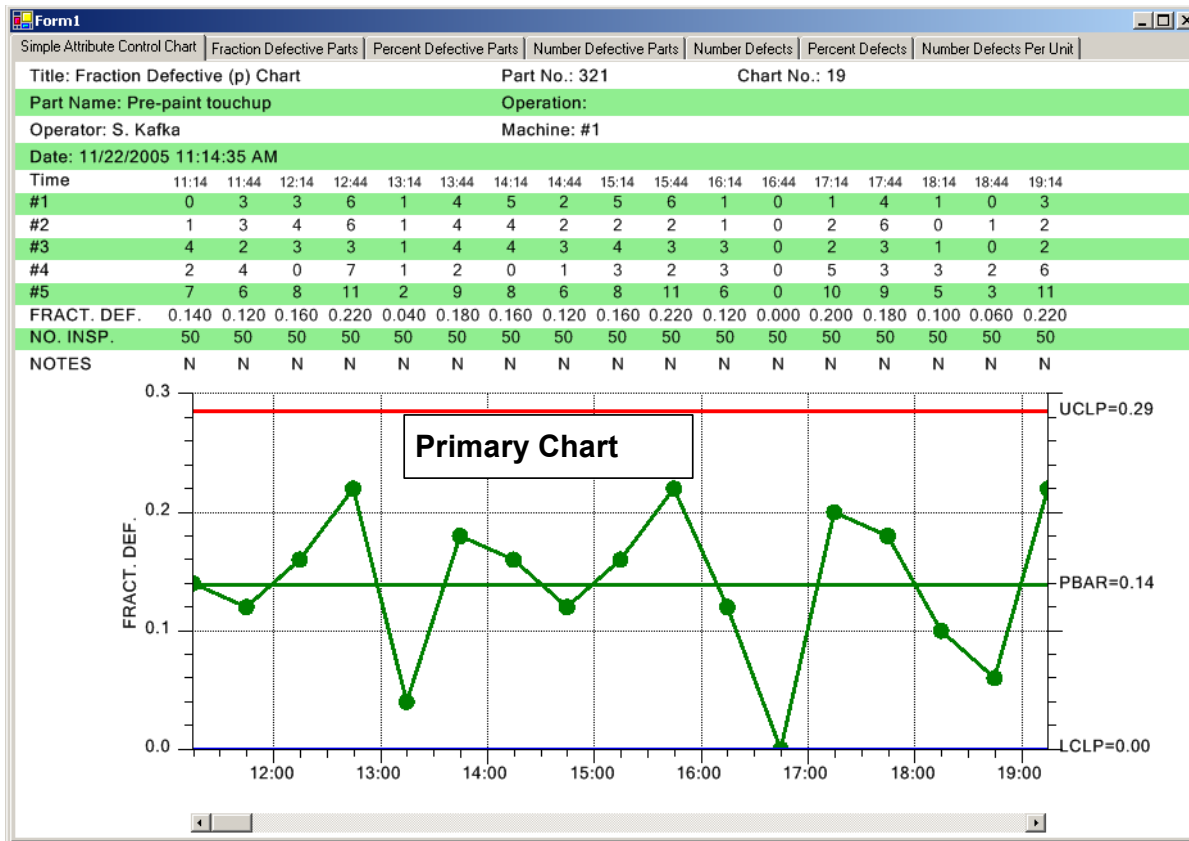 Form1
Simple Attribute Control Chart Fraction Defective Parts Percent Defective Parts Number Defective Parts Number Defects Percent Defects Number Defects Per Unit
Title: Fraction Defective (p) Chart Part No.: 321 Chart No.: 19
Part Name: Pre-paint touchup Operation:
Operator: S. Kafka Machine: #1
Date: 11/22/2005 11:14:35 AM
Time 11:14 11:44 12:14 12:44 13:14 13:44 14:14 14:44 15:14 15:44 16:14 16:44 17:14 17:44 18:14 18:44 19:14
#1 0 3 3 6 1 4 5 2 5 6 1 0 1 4 1 0 3
#2 1 3 4 6 1 4 4 2 2 2 1 0 2 6 0 1 2
#3 4 2 3 3 1 4 4 3 4 3 3 0 2 3 1 0 2
#4 2 4 0 7 1 2 0 1 3 2 3 0 5 3 3 2 6
#5 7 6 8 11 2 9 8 6 8 11 6 0 10 9 5 3 11
FRACT. DEF. 0.140 0.120 0.160 0.220 0.040 0.180 0.160 0.120 0.160 0.220 0.120 0.000 0.200 0.180 0.100 0.060 0.220
NO. INSP. 50 50 50 50 50 50 50 50 50 50 50 50 50 50 50 50 50
NOTES N N N N N N N N N N N N N N N N N
0.3
UCLP=0.29
Primary Chart
0.2
FRACT. DEF.
PBAR=0.14
0.1
0.0
LCLP=0.00
12:00 13:00 14:00 15:00 16:00 17:00 18:00 19:00